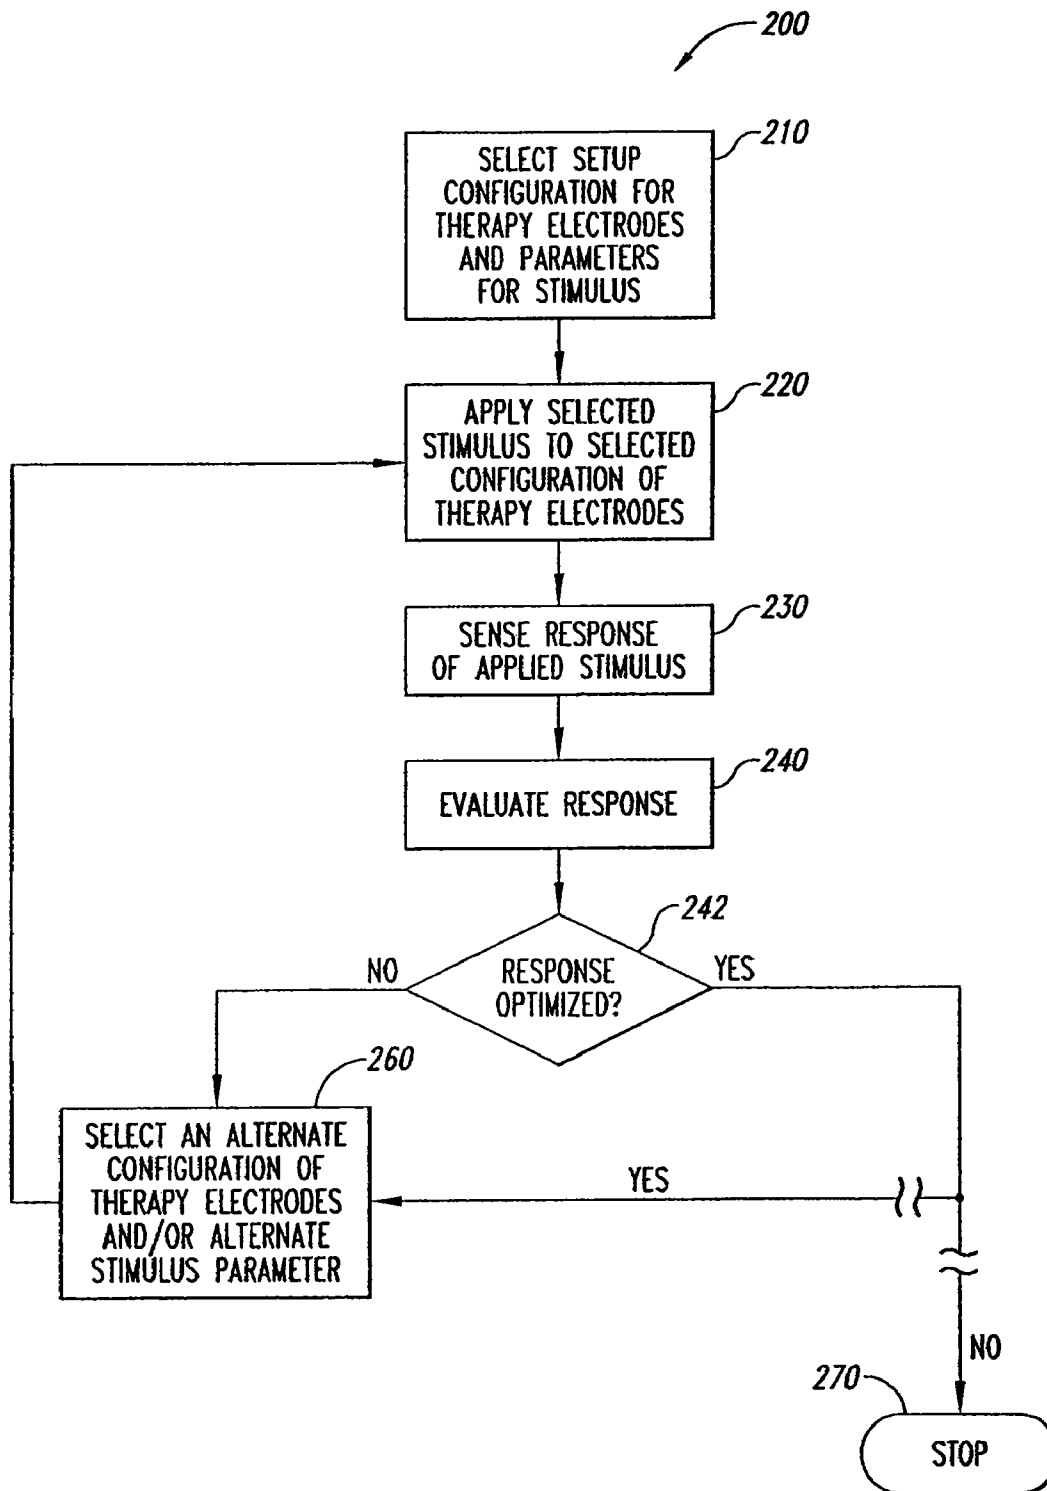 200
210
SELECT SETUP
CONFIGURATION FOR
THERAPY ELECTRODES
AND PARAMETERS
FOR STIMULUS
220
APPLY SELECTED
STIMULUS TO SELECTED
CONFIGURATION OF
THERAPY ELECTRODES
230
SENSE RESPONSE
OF APPLIED STIMULUS
240
EVALUATE RESPONSE
242
NO
RESPONSE
OPTIMIZED?
YES
260
SELECT AN ALTERNATE
CONFIGURATION OF
THERAPY ELECTRODES
AND/OR ALTERNATE
STIMULUS PARAMETER
YES
NO
270
STOP